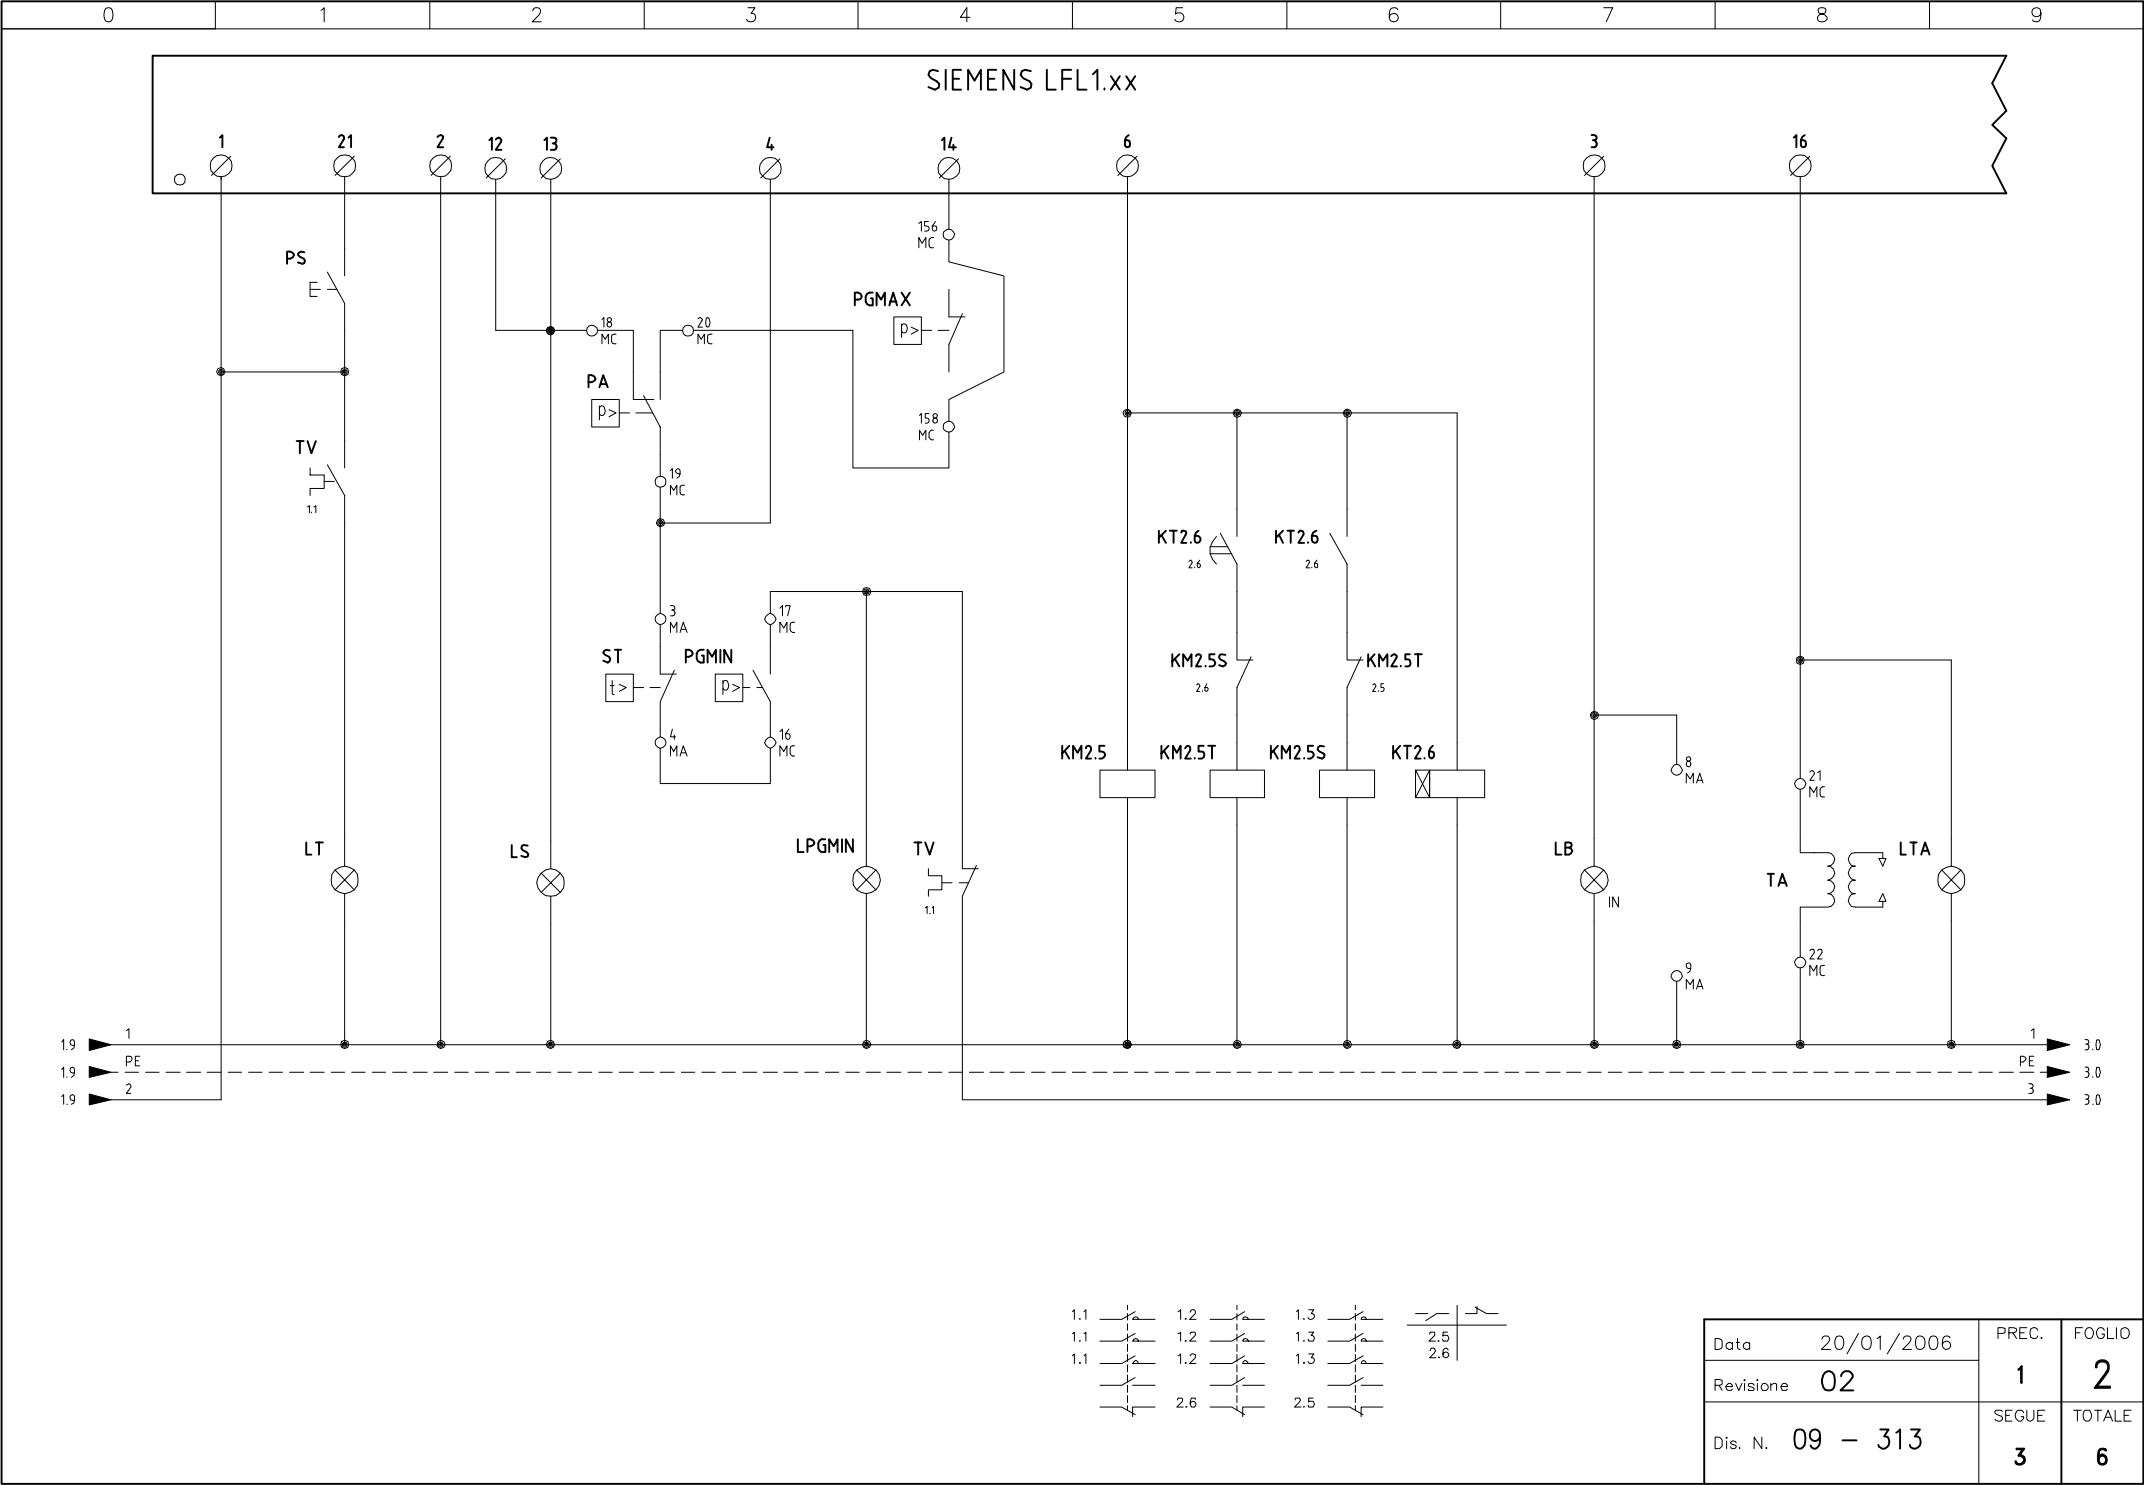 0 1 2 3 4 5 6 7 8 9
SIEMENS LFL1.xx
1 21 2 12 13 4 14 6 3 16
156
MC
PS
PGMAX
p>
18
MC
20
MC
PA
p>
158
MC
TV
1.1
19
MC
KT2.6
2.6
KT2.6
2.6
3
MA
17
MC
ST
t>
PGMIN
p>
KM2.5S
2.6
KM2.5T
2.5
4
MA
16
MC
KM2.5 KM2.5T KM2.5S KT2.6
8
MA
21
MC
LT
LS
LPGMIN
TV
1.1
LB
IN
TA
LTA
22
MC
9
MA
1.9 1 1 3.0
1.9 PE PE 3.0
1.9 2 3 3.0
1.1 1.2 1.3
1.1 1.2 1.3 2.5
1.1 1.2 1.3 2.6
2.6 2.5
Data 20/01/2006
Revisione 02
Dis. N. 09 - 313
PREC.
1
FOGLIO
2
SEGUE
3
TOTALE
6